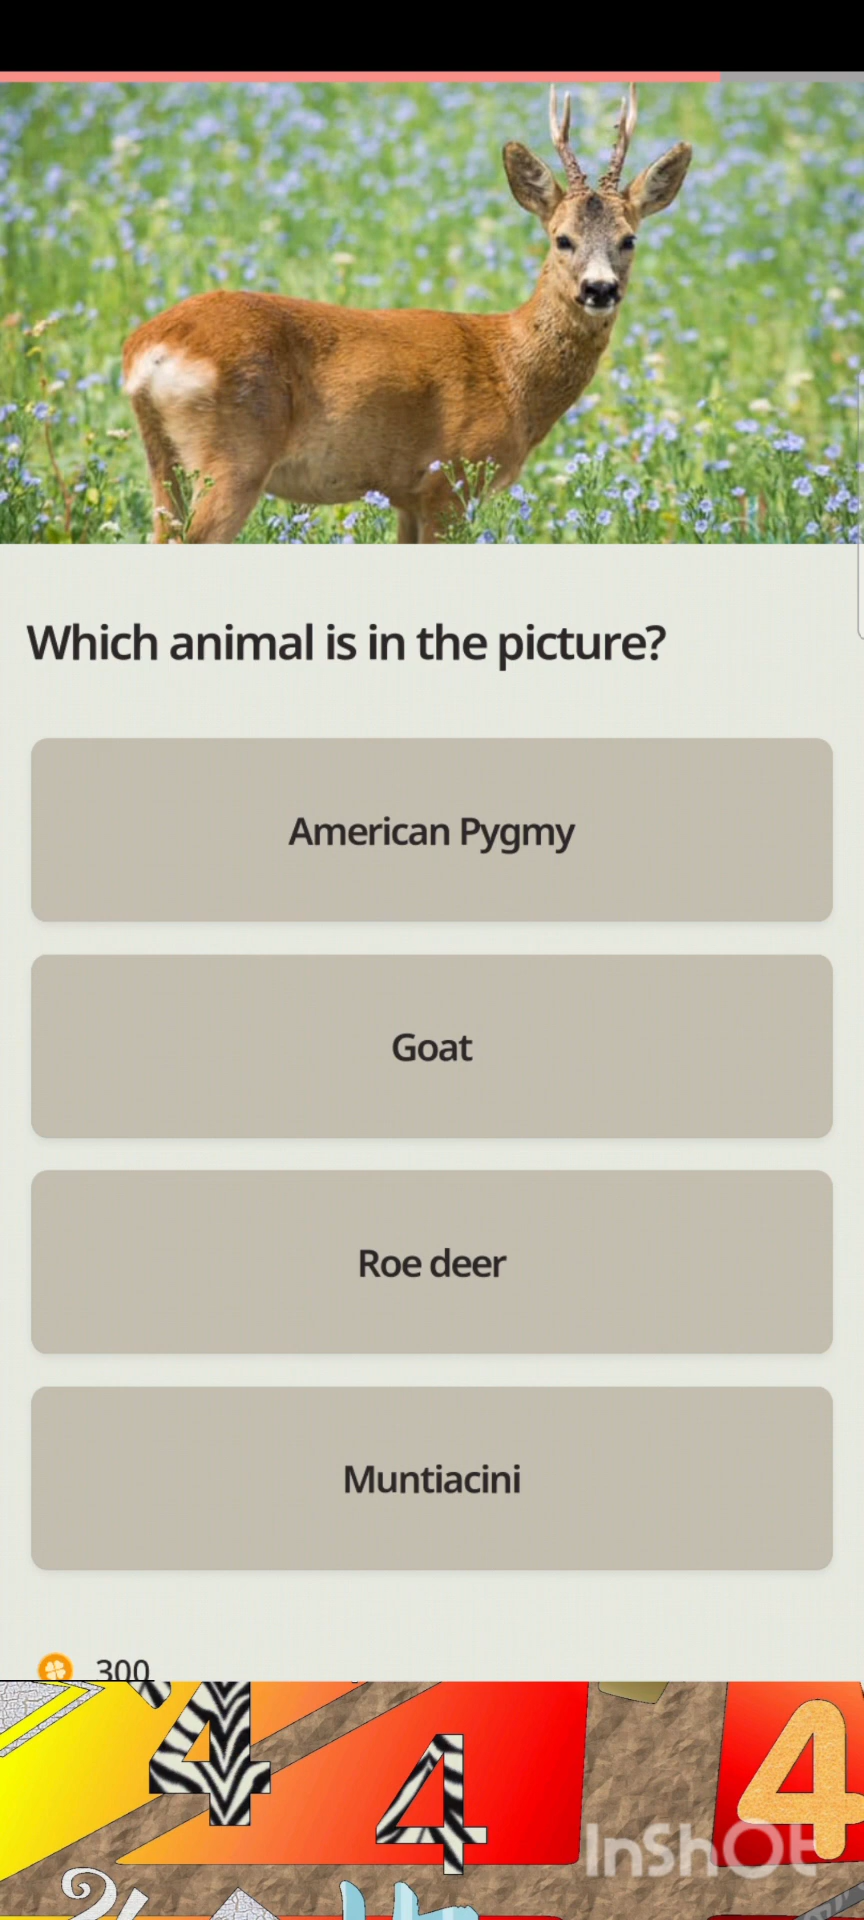 Which animal is in the picture?
American Pygmy
Goat
Roe deer
Muntiacini
300
4
4
4
InShOt